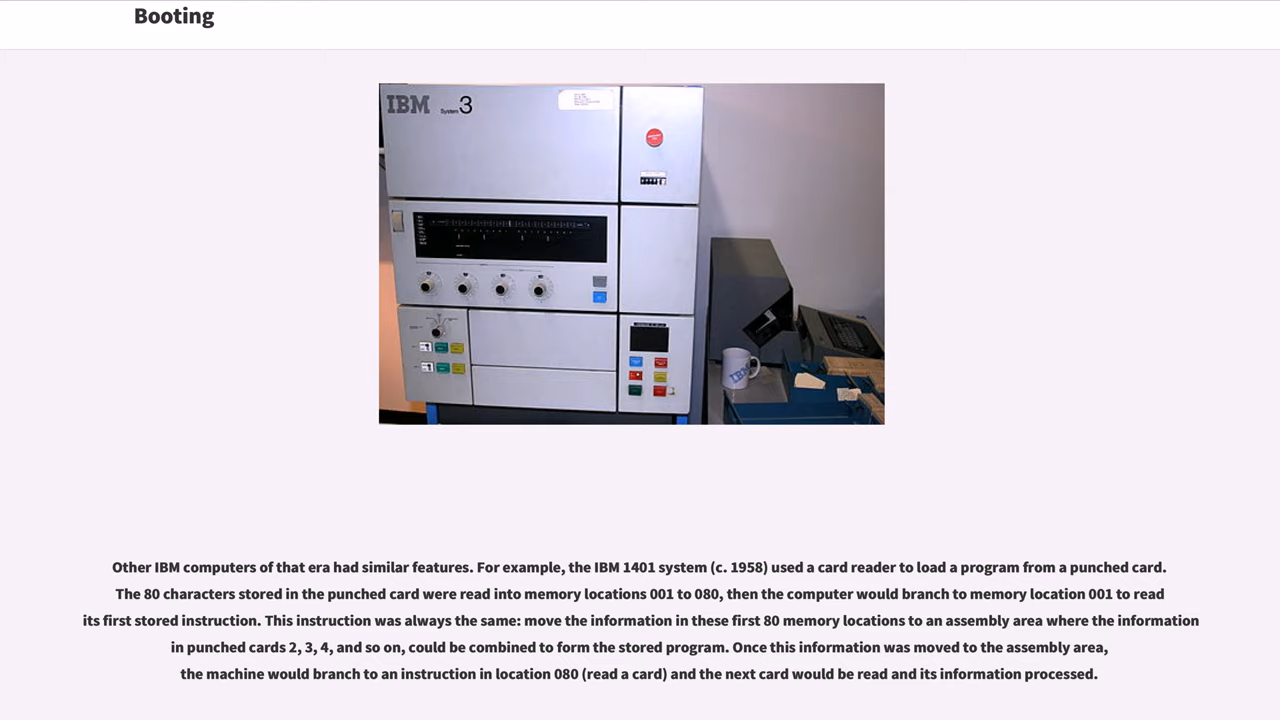 Booting
IBM System 3
IBM
Other IBM computers of that era had similar features. For example, the IBM 1401 system (c. 1958) used a card reader to load a program from a punched card.
The 80 characters stored in the punched card were read into memory locations 001 to 080, then the computer would branch to memory location 001 to read
its first stored instruction. This instruction was always the same: move the information in these first 80 memory locations to an assembly area where the information
in punched cards 2, 3, 4, and so on, could be combined to form the stored program. Once this information was moved to the assembly area,
the machine would branch to an instruction in location 080 (read a card) and the next card would be read and its information processed.